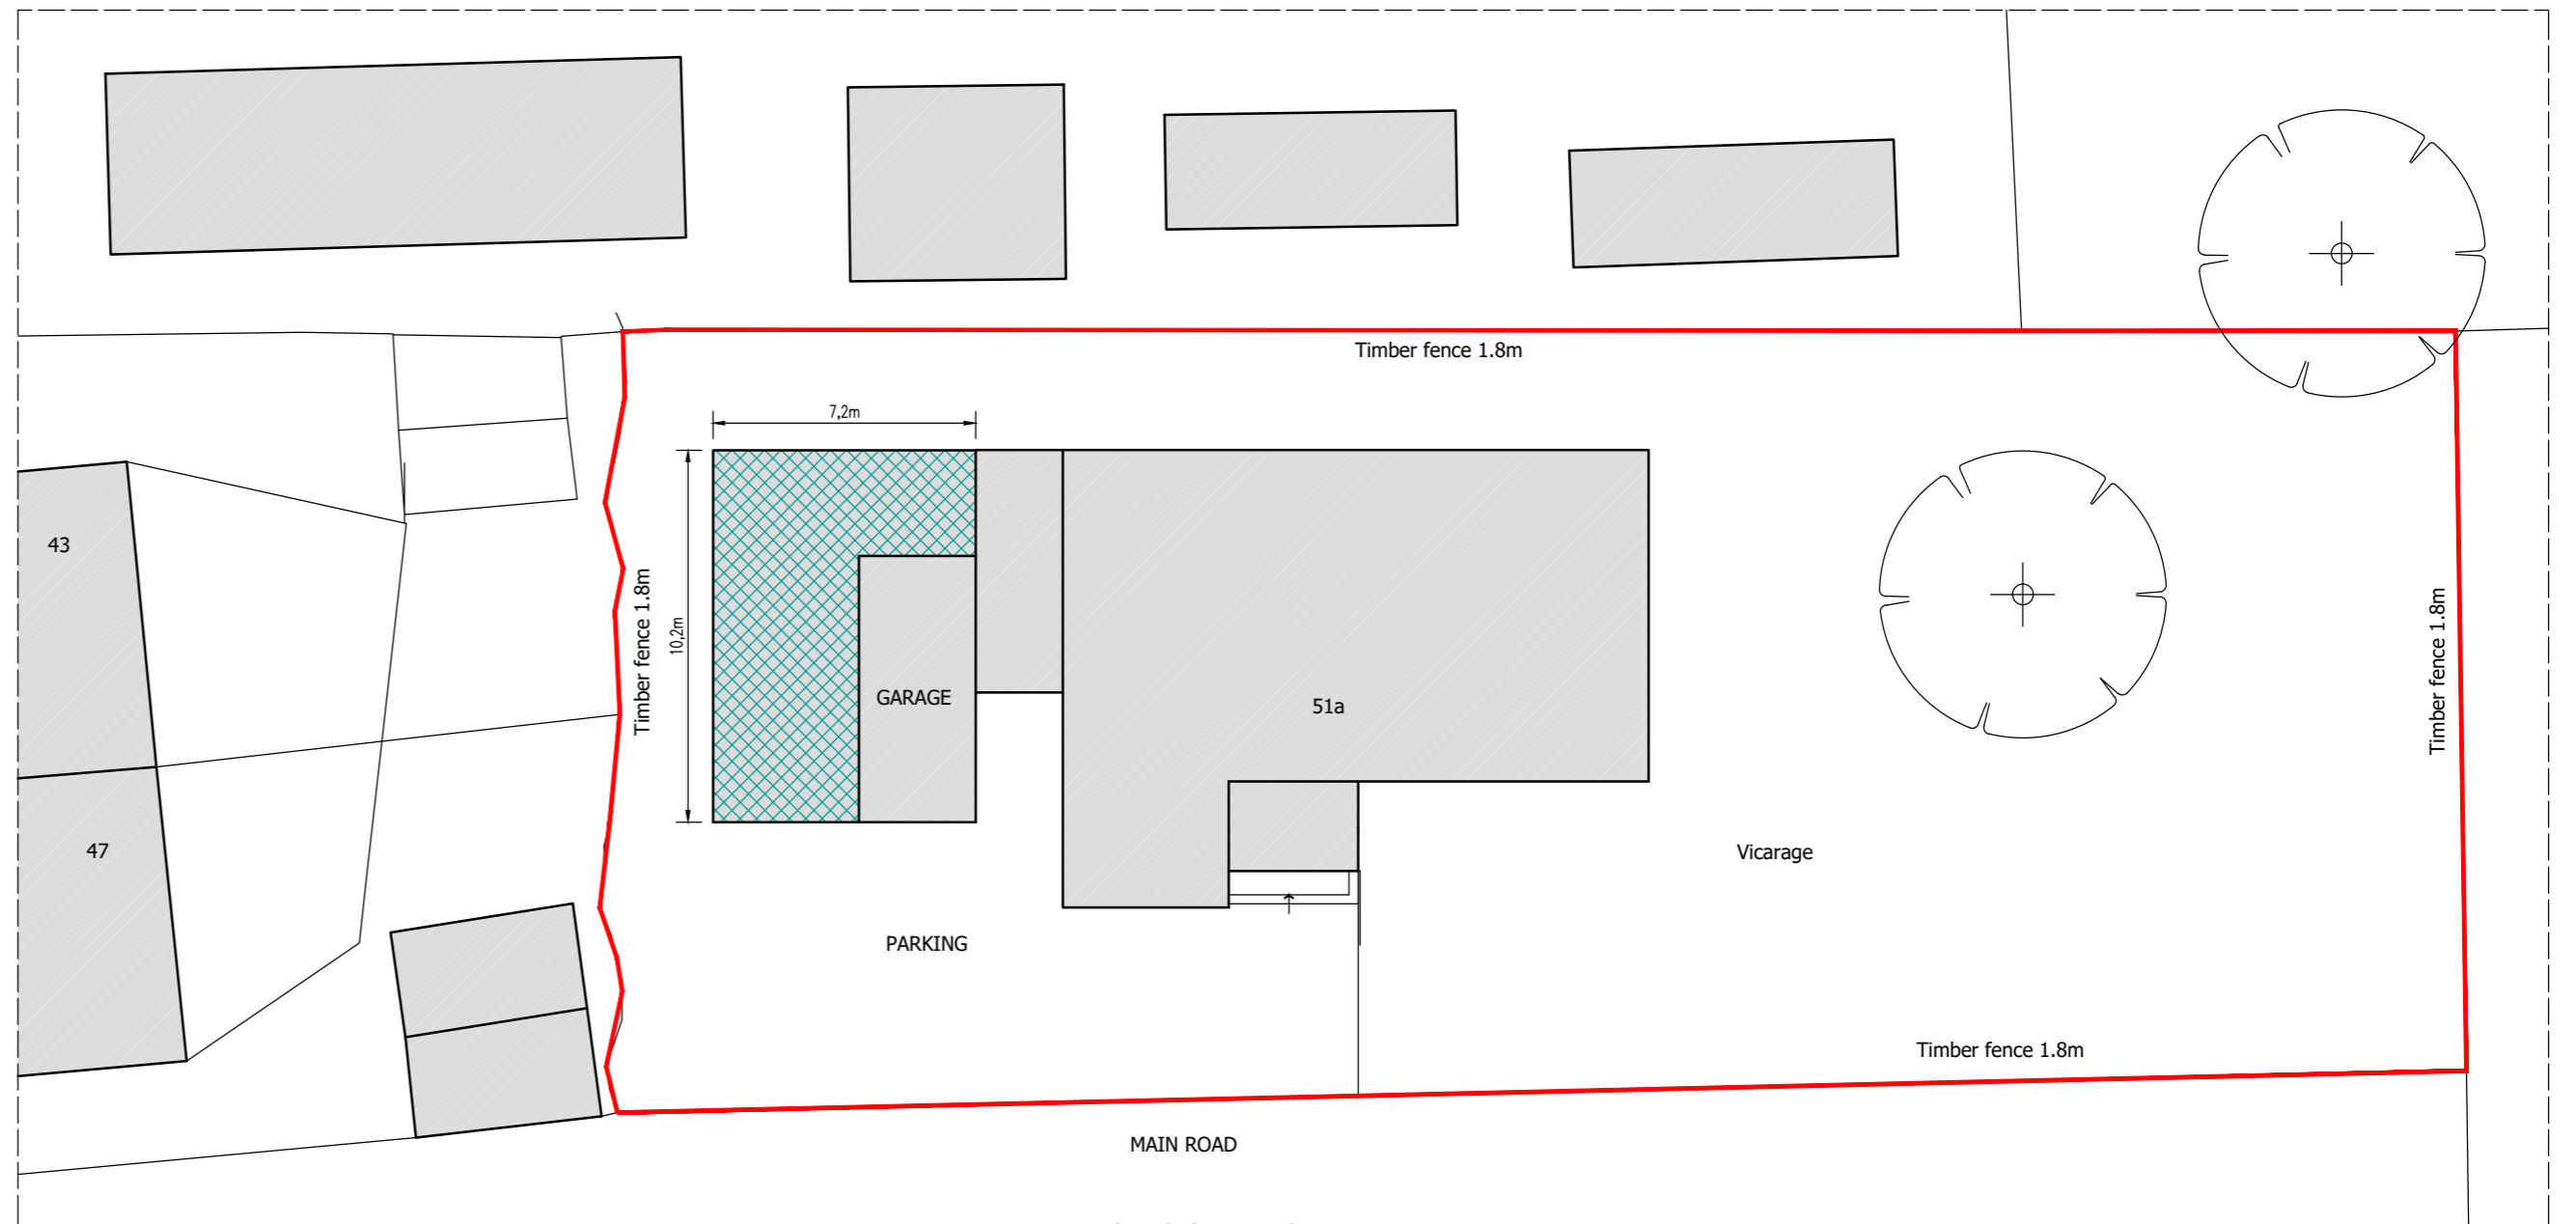 Timber fence 1.8m
7,2m
43
Timber fence 1.8m
10,2m
GARAGE
51a
Timber fence 1.8m
47
Vicarage
PARKING
Timber fence 1.8m
MAIN ROAD